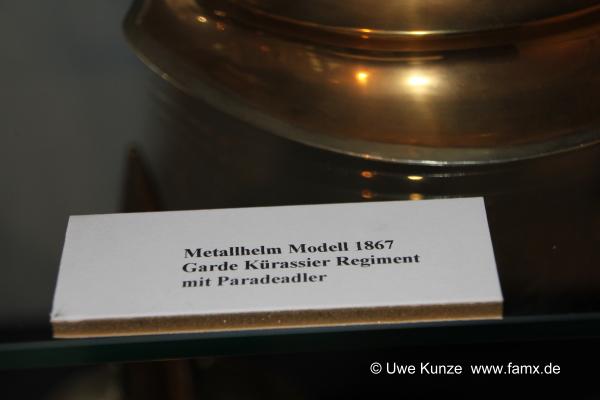 Metallhelm Modell 1867
Garde Kürassier Regiment
mit Paradeadler
© Uwe Kunze www.famx.de